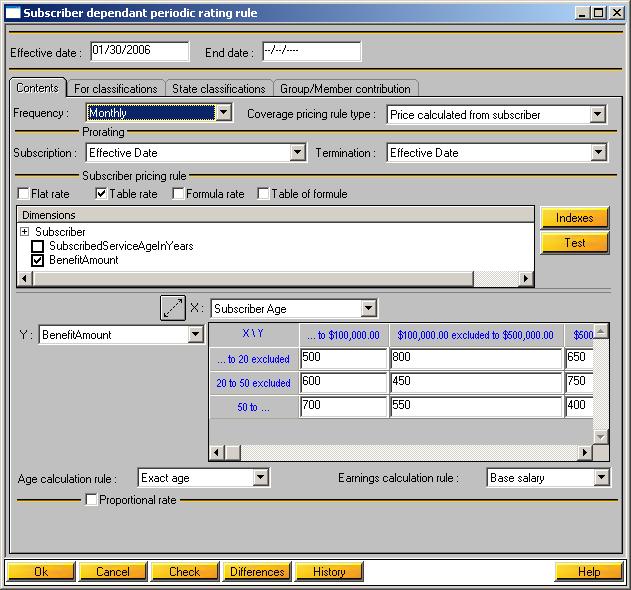 Subscriber dependant periodic rating rule
Effective date : 01/30/2006 End date : --/--/----
Contents For classifications State classifications Group/Member contribution
Frequency : Monthly Coverage pricing rule type : Price calculated from subscriber
Prorating
Subscription : Effective Date Termination : Effective Date
Subscriber pricing rule
Flat rate Table rate Formula rate Table of formule
Dimensions
Indexes
Subscriber
SubscribedServiceAgeInYears
Test
BenefitAmount
X : Subscriber Age
Y : BenefitAmount
X \ Y ... to $100,000.00 $100,000.00 excluded to $500,000.00 $500
... to 20 excluded 500 800 650
20 to 50 excluded 600 450 750
50 to ... 700 550 400
Age calculation rule : Exact age Earnings calculation rule : Base salary
Proportional rate
Ok Cancel Check Differences History Help